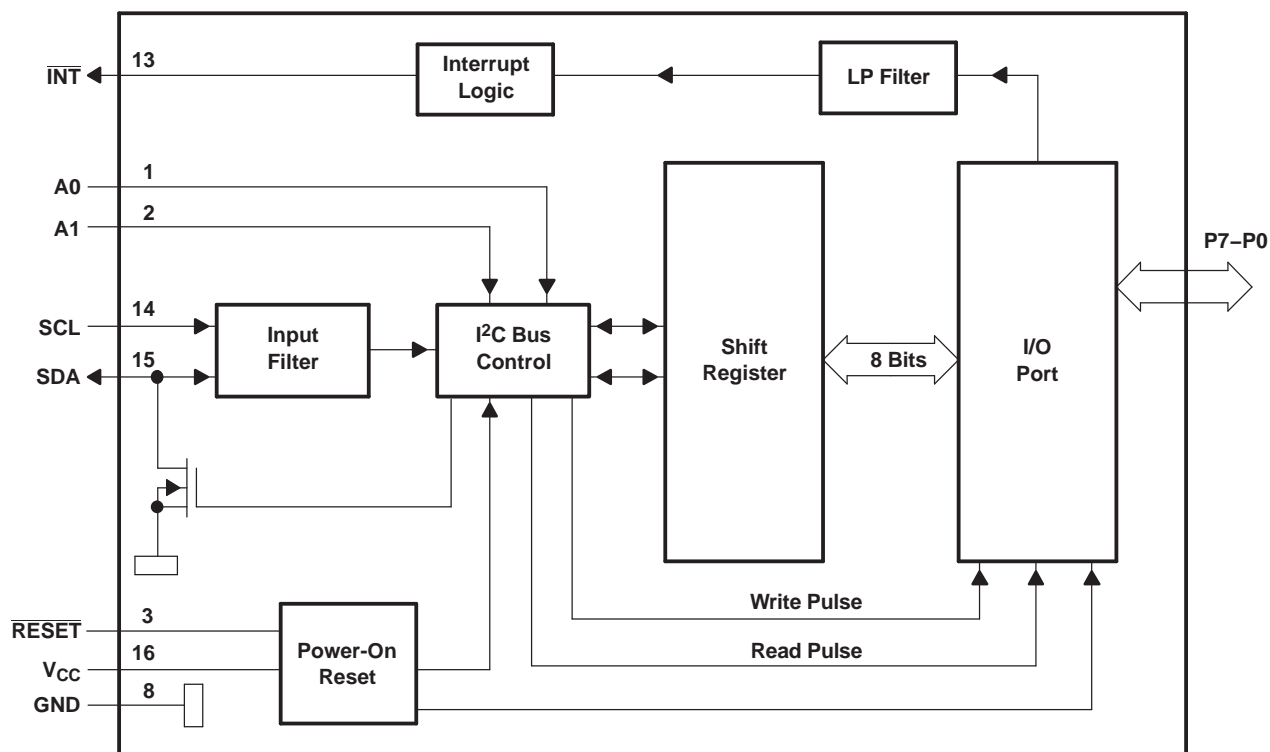 INT
13
Interrupt
Logic
LP Filter
A0
1
A1
2
P7–P0
SCL
14
SDA
15
Input
Filter
I2C Bus
Control
Shift
Register
8 Bits
I/O
Port
Write Pulse
Read Pulse
RESET
3
VCC
16
GND
8
Power-On
Reset